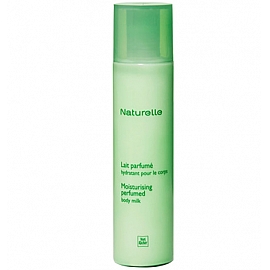 Naturelle
Lait parfumé
hydratant pour le corps
Moisturising
perfumed
body milk